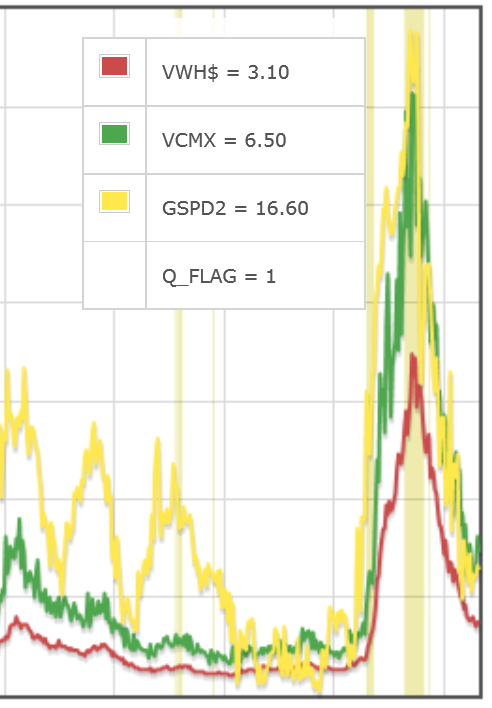 VWH$ = 3.10
VCMX = 6.50
GSPD2 = 16.60
Q_FLAG = 1